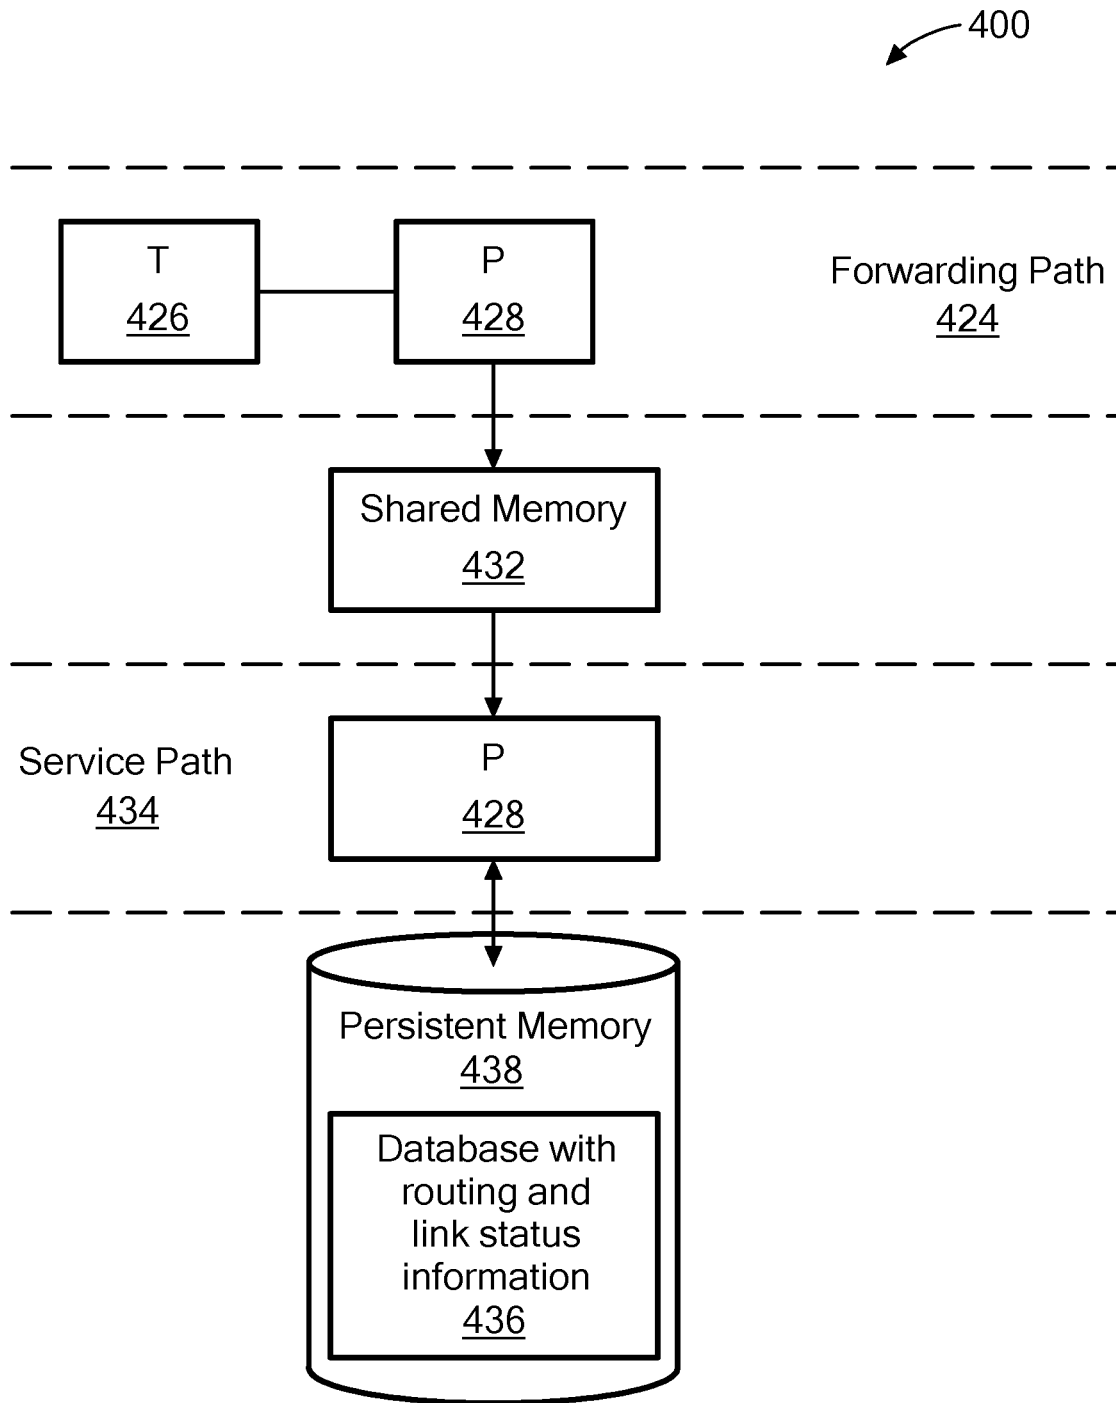 400
T
426
P
428
Forwarding Path
424
Shared Memory
432
Service Path
434
P
428
Persistent Memory
438
Database with
routing and
link status
information
436